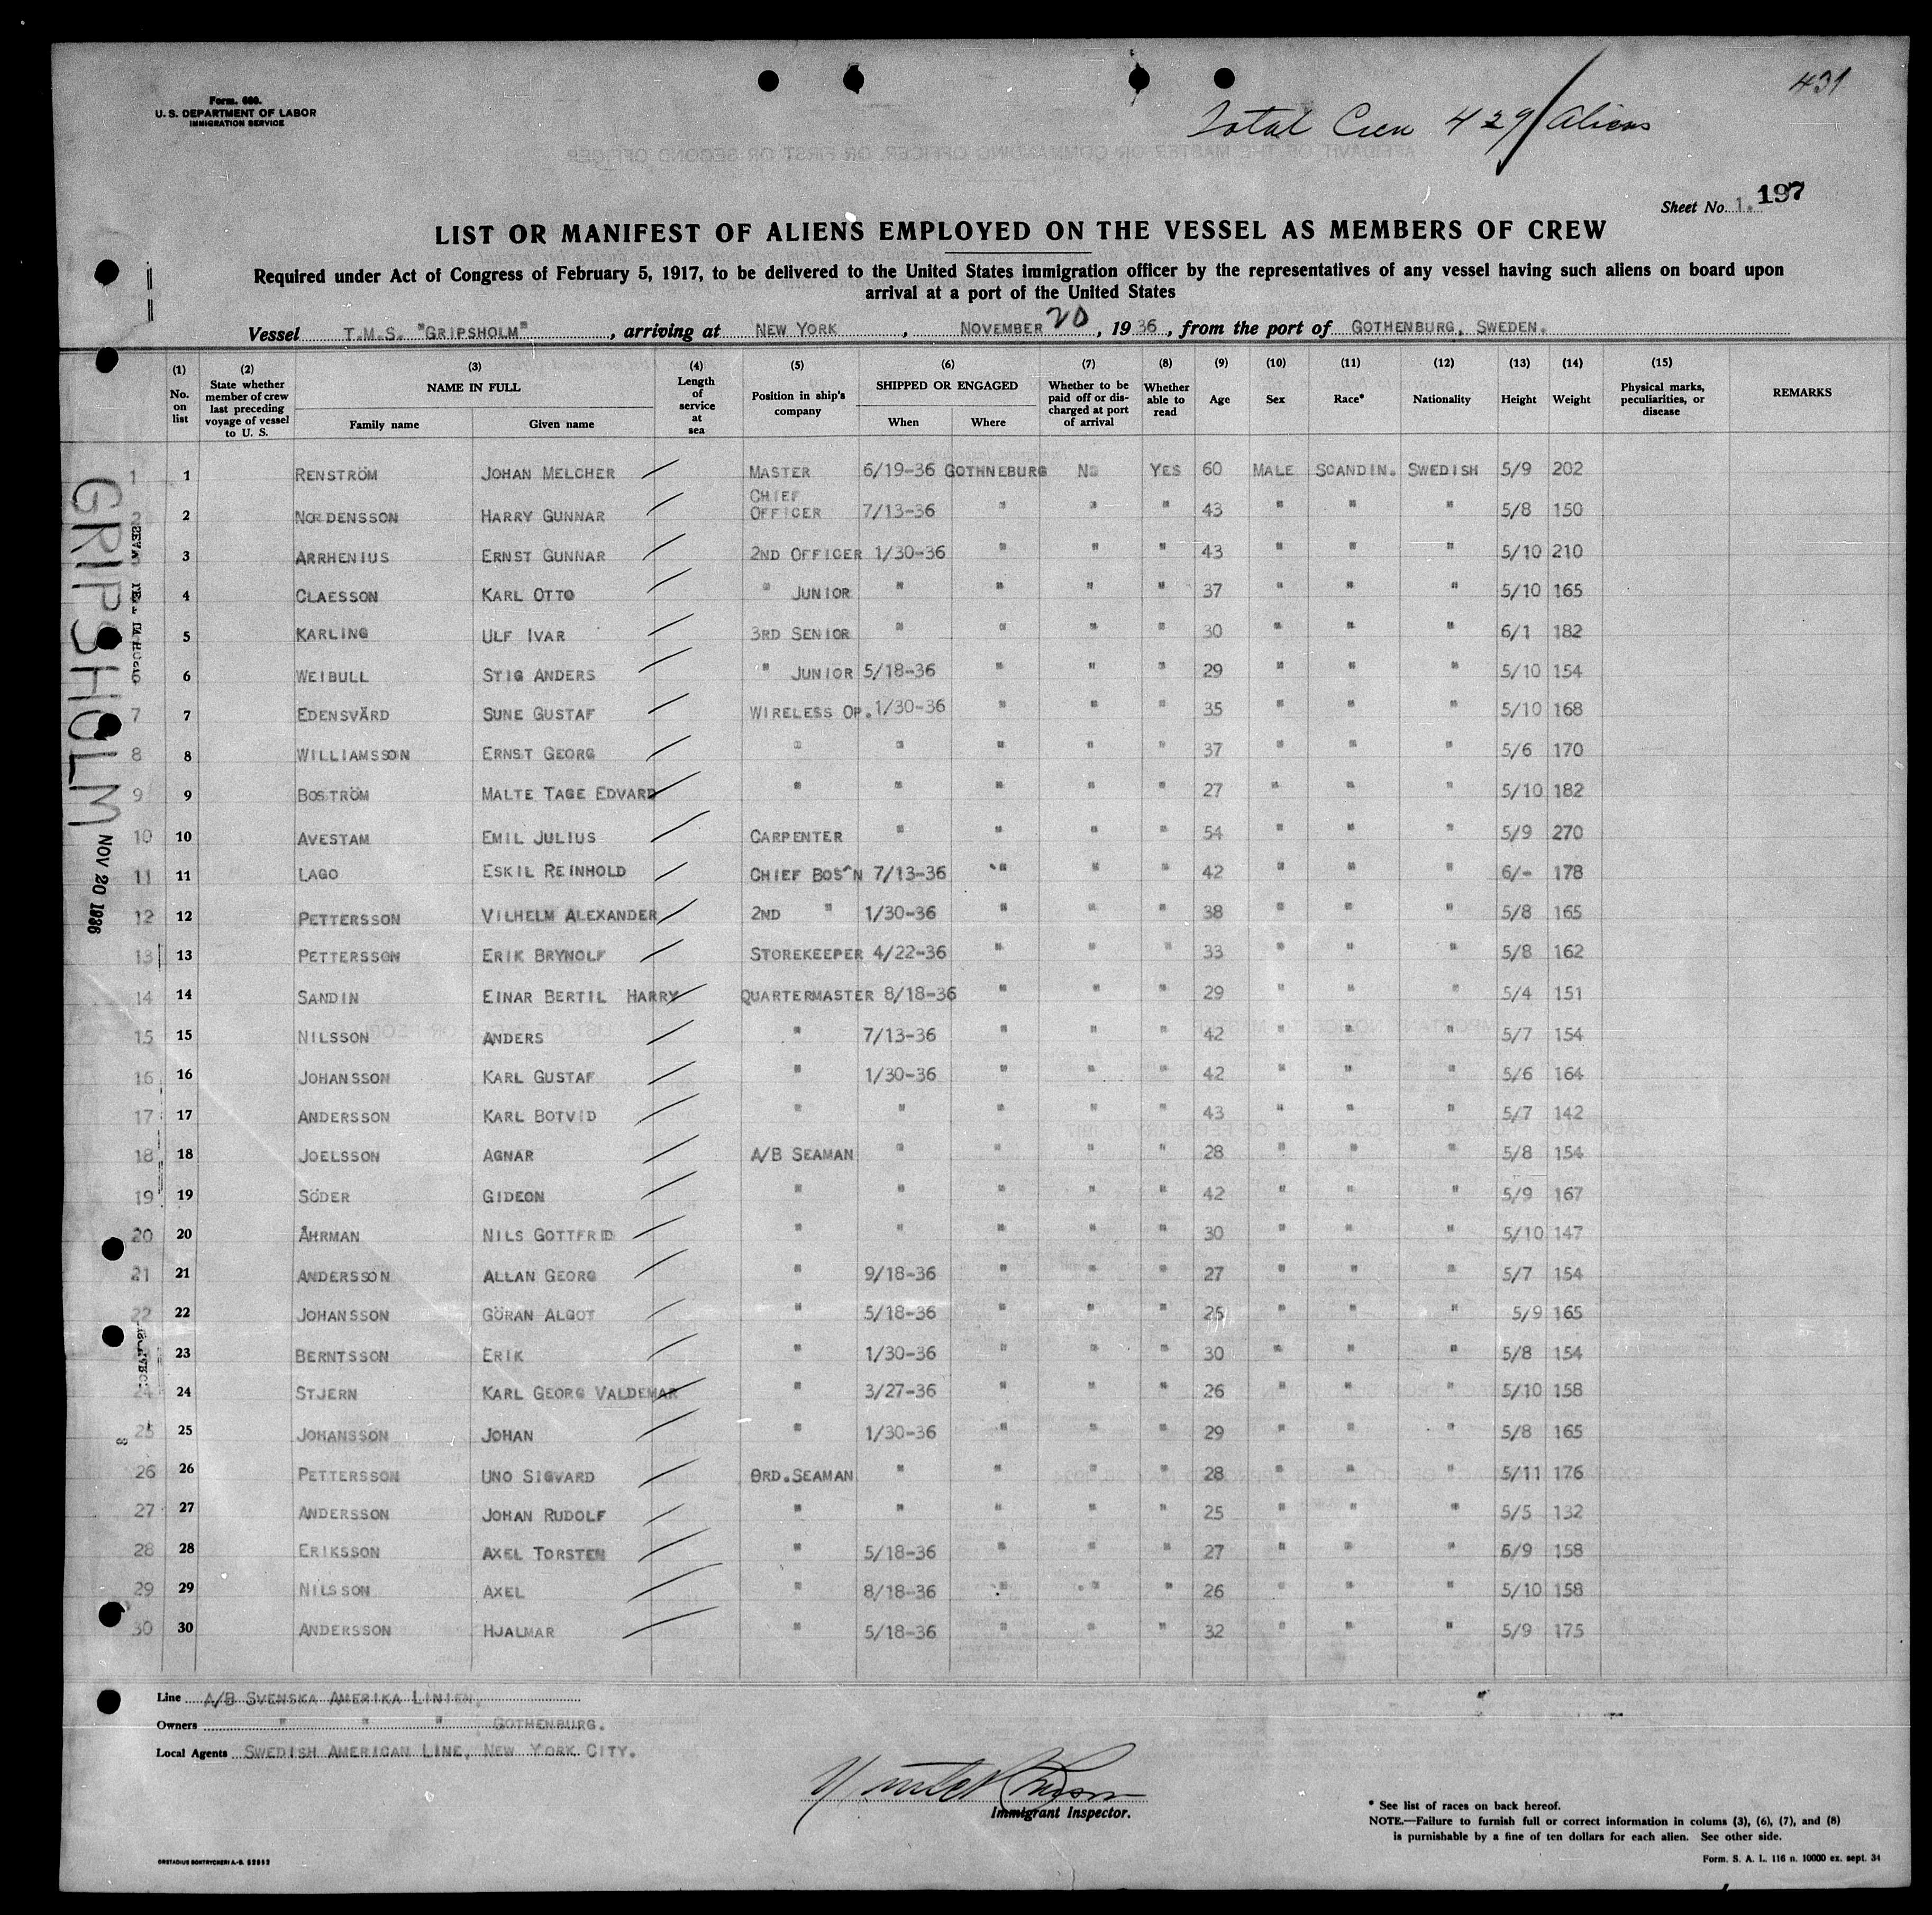 431
Total Crew 429 Aliens
Form. 680.
U. S. DEPARTMENT OF LABOR
IMMIGRATION SERVICE
Sheet No. 1. 197
LIST OR MANIFEST OF ALIENS EMPLOYED ON THE VESSEL AS MEMBERS OF CREW
Required under Act of Congress of February 5, 1917, to be delivered to the United States immigration officer by the representatives of any vessel having such aliens on board upon
arrival at a port of the United States
Vessel T.M.S. "GRIPSHOLM", arriving at NEW YORK, NOVEMBER 20, 1936, from the port of GOTHENBURG, SWEDEN.
(1) No. on list (2) State whether member of crew last preceding voyage of vessel to U. S. (3) NAME IN FULL Family name Given name (4) Length of service at sea (5) Position in ship's company (6) SHIPPED OR ENGAGED When Where (7) Whether to be paid off or discharged at port of arrival (8) Whether able to read (9) Age (10) Sex (11) Race* (12) Nationality (13) Height (14) Weight (15) Physical marks, peculiarities, or disease REMARKS
1 1 RENSTRÖM JOHAN MELCHER MASTER 6/19-36 GOTHNEBURG NO YES 60 MALE SCANDIN. SWEDISH 5/9 202
2 2 NORDENSSON HARRY GUNNAR CHIEF OFFICER 7/13-36 " " " 43 " " " 5/8 150
3 ARRHENIUS ERNST GUNNAR 2ND OFFICER 1/30-36 " " " 43 " " " 5/10 210
4 CLAESSON KARL OTTO " JUNIOR " " " " 37 " " " 5/10 165
5 KARLING ULF IVAR 3RD SENIOR " " " " 30 " " " 6/1 182
6 6 WEIBULL STIG ANDERS " JUNIOR 5/18-36 " " " 29 " " " 5/10 154
7 7 EDENSVÄRD SUNE GUSTAF WIRELESS OP. 1/30-36 " " " 35 " " " 5/10 168
8 8 WILLIAMSSON ERNST GEORG " " " " " 37 " " " 5/6 170
9 9 BOSTRÖM MALTE TAGE EDVARD " " " " " 27 " " " 5/10 182
10 10 AVESTAM EMIL JULIUS CARPENTER " " " " 54 " " " 5/9 270
11 11 LAGO ESKIL REINHOLD CHIEF BOS^N 7/13-36 " " " 42 " " " 6/- 178
12 12 PETTERSSON VILHELM ALEXANDER 2ND " 1/30-36 " " " 38 " " " 5/8 165
13 13 PETTERSSON ERIK BRYNOLF STOREKEEPER 4/22-36 " " " 33 " " " 5/8 162
14 14 SANDIN EINAR BERTIL HARRY QUARTERMASTER 8/18-36 " " " 29 " " " 5/4 151
15 15 NILSSON ANDERS " 7/13-36 " " " 42 " " " 5/7 154
16 16 JOHANSSON KARL GUSTAF " 1/30-36 " " " 42 " " " 5/6 164
17 17 ANDERSSON KARL BOTVID " " " " " 43 " " " 5/7 142
18 18 JOELSSON AGNAR A/B SEAMAN " " " " 28 " " " 5/8 154
19 19 SÖDER GIDEON " " " " " 42 " " " 5/9 167
20 20 ÅHRMAN NILS GOTTFRID " " " " " 30 " " " 5/10 147
21 21 ANDERSSON ALLAN GEORG " 9/18-36 " " " 27 " " " 5/7 154
22 22 JOHANSSON GÖRAN ALGOT " 5/18-36 " " " 25 " " " 5/9 165
23 BERNTSSON ERIK " 1/30-36 " " " 30 " " " 5/8 154
24 24 STJERN KARL GEORG VALDEMAR " 3/27-36 " " " 26 " " " 5/10 158
25 25 JOHANSSON JOHAN " 1/30-36 " " " 29 " " " 5/8 165
26 26 PETTERSSON UNO SIGVARD ORD.SEAMAN " " " " 28 " " " 5/11 176
27 27 ANDERSSON JOHAN RUDOLF " " " " " 25 " " " 5/5 132
28 28 ERIKSSON AXEL TORSTEN " 5/18-36 " " " 27 " " " 5/9 158
29 29 NILSSON AXEL " 8/18-36 " " " 26 " " " 5/10 158
30 30 ANDERSSON HJALMAR " 5/18-36 " " " 32 " " " 5/9 175
GRIPSHOLM
NOV 20 1936
Line A/B SVENSKA AMERIKA LINIEN.
Owners " " " GOTHENBURG.
Local Agents SWEDISH AMERICAN LINE, NEW YORK CITY.
Immigrant Inspector.
* See list of races on back hereof.
NOTE.—Failure to furnish full or correct information in colums (3), (6), (7), and (8)
is purnishable by a fine of ten dollars for each alien. See other side.
Form. S. A. L. 116 n. 10000 ex. sept. 34